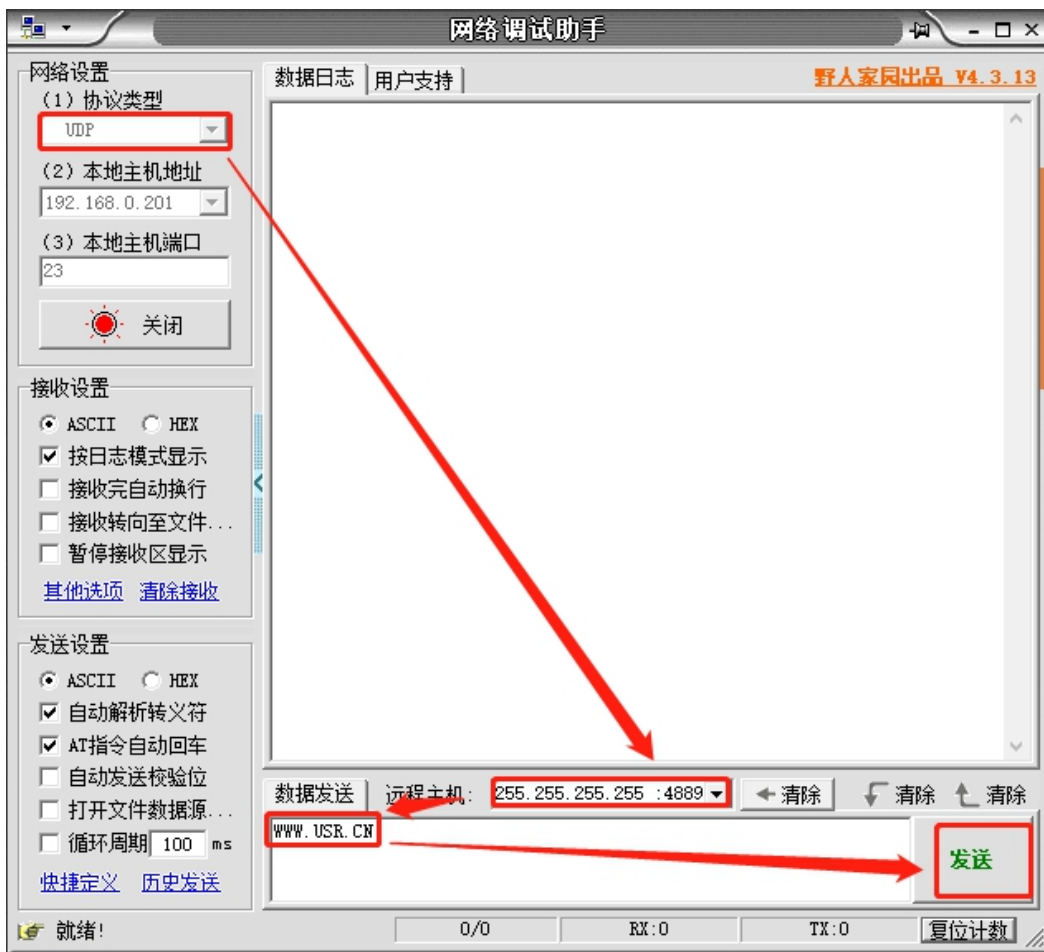 网络调试助手
网络设置
(1) 协议类型
UDP
(2) 本地主机地址
192.168.0.201
(3) 本地主机端口
23
关闭
接收设置
ASCII HEX
按日志模式显示
接收完自动换行
接收转向至文件...
暂停接收区显示
其他选项 清除接收
发送设置
ASCII HEX
自动解析转义符
AT指令自动回车
自动发送校验位
打开文件数据源...
循环周期 100 ms
快捷定义 历史发送
数据日志 用户支持 野人家园出品 V4.3.13
数据发送 远程主机: 255.255.255.255 :4889 清除 清除 清除
WWW.USR.CN
发送
就绪! 0/0 RX:0 TX:0 复位计数